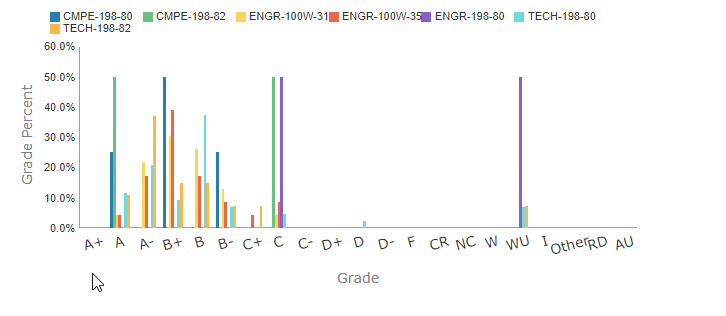 CMPE-198-80 CMPE-198-82 ENGR-100W-31 ENGR-100W-35 ENGR-198-80 TECH-198-80
TECH-198-82
60.0%
50.0%
40.0%
30.0%
20.0%
10.0%
0.0%
Grade Percent
A+ A A- B+ B B- C+ C C- D+ D D- F CR NC W WU I Other RD AU
Grade